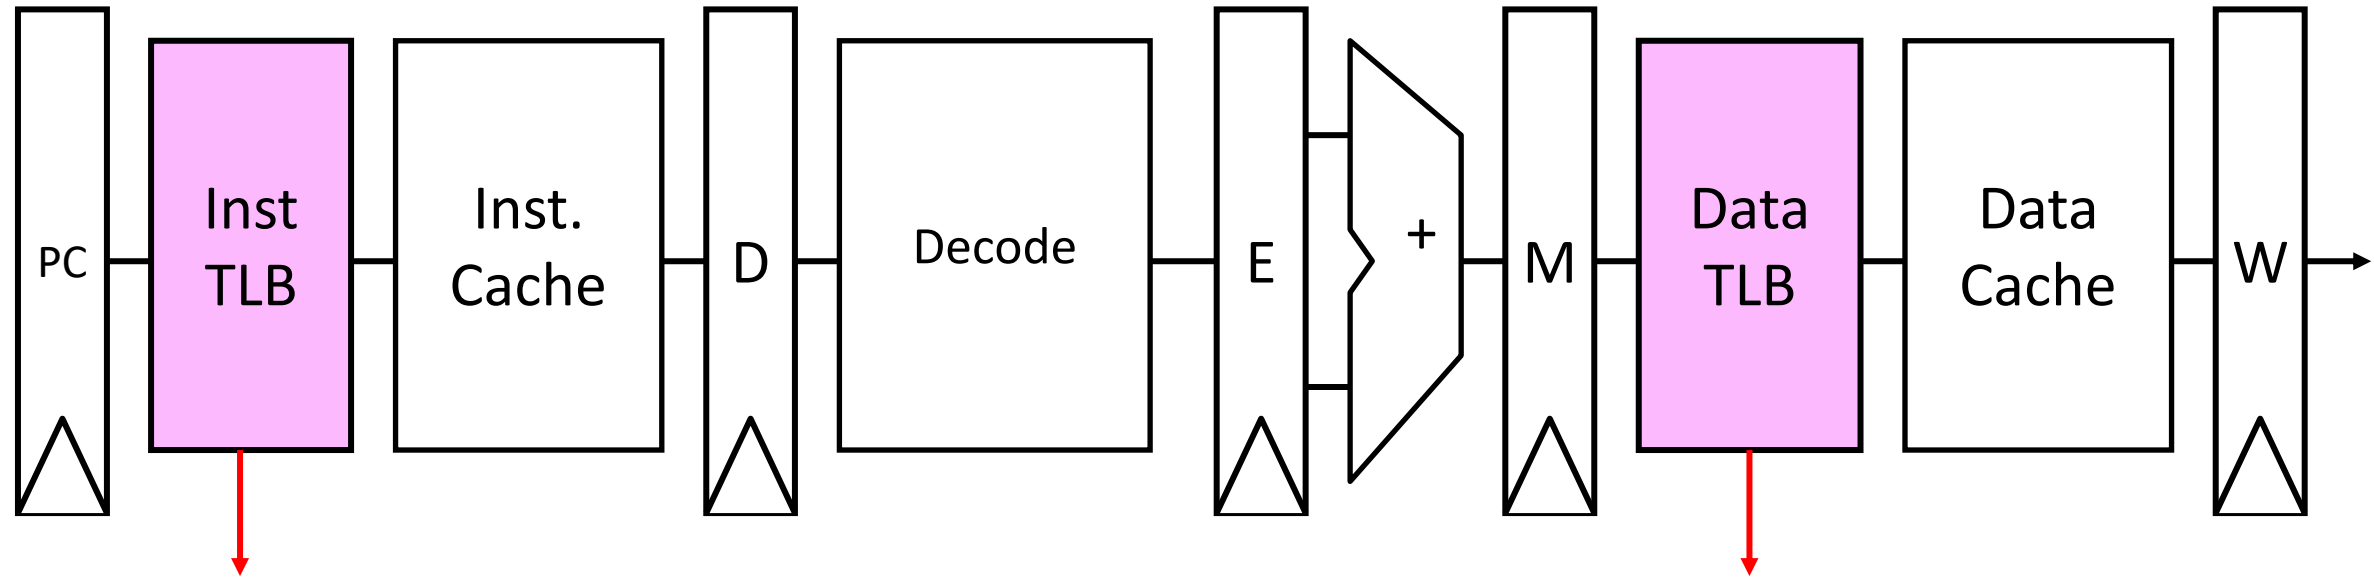 PC
Inst
TLB
Inst.
Cache
D
Decode
E
+
M
Data
TLB
Data
Cache
W